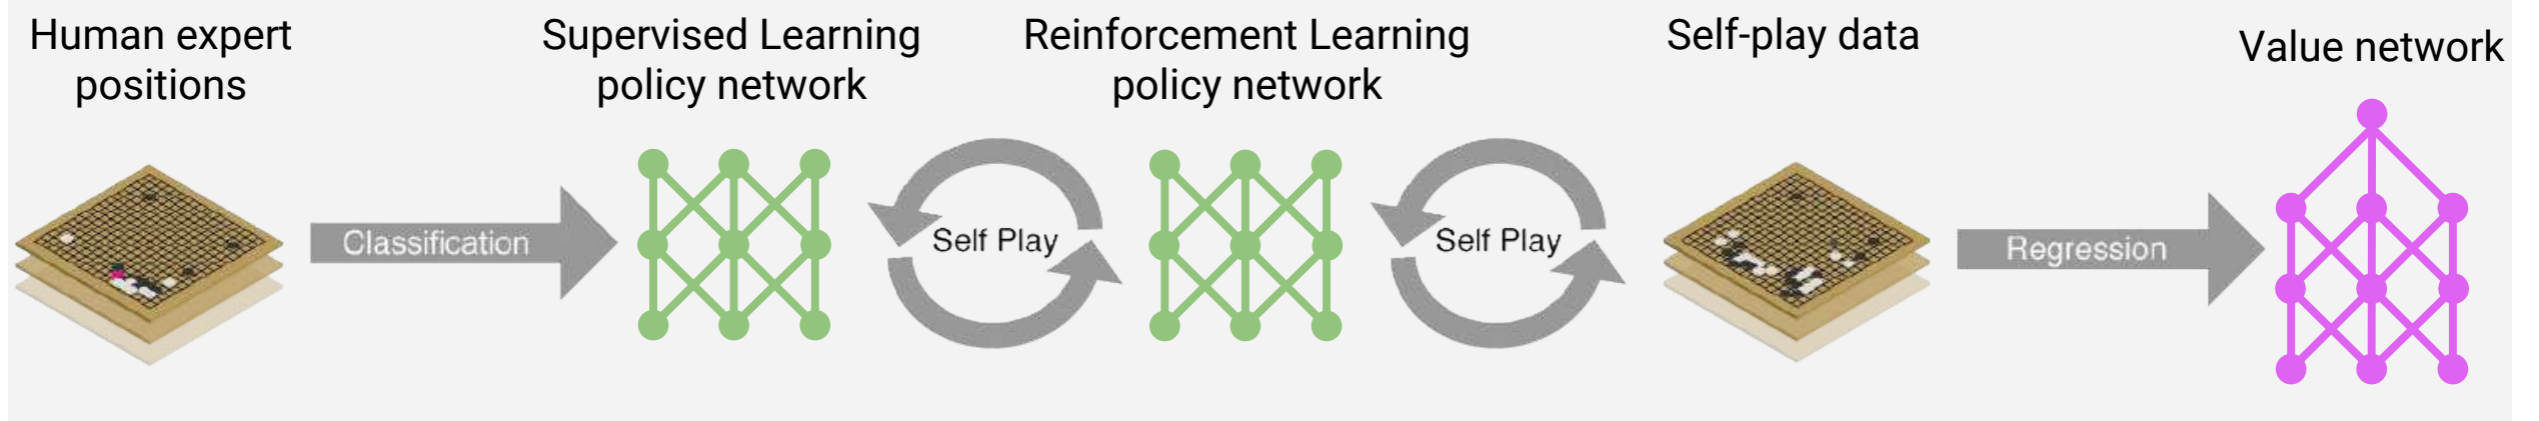 Human expert
positions
Supervised Learning
policy network
Reinforcement Learning
policy network
Self-play data
Value network
Classification
Self Play
Self Play
Regression